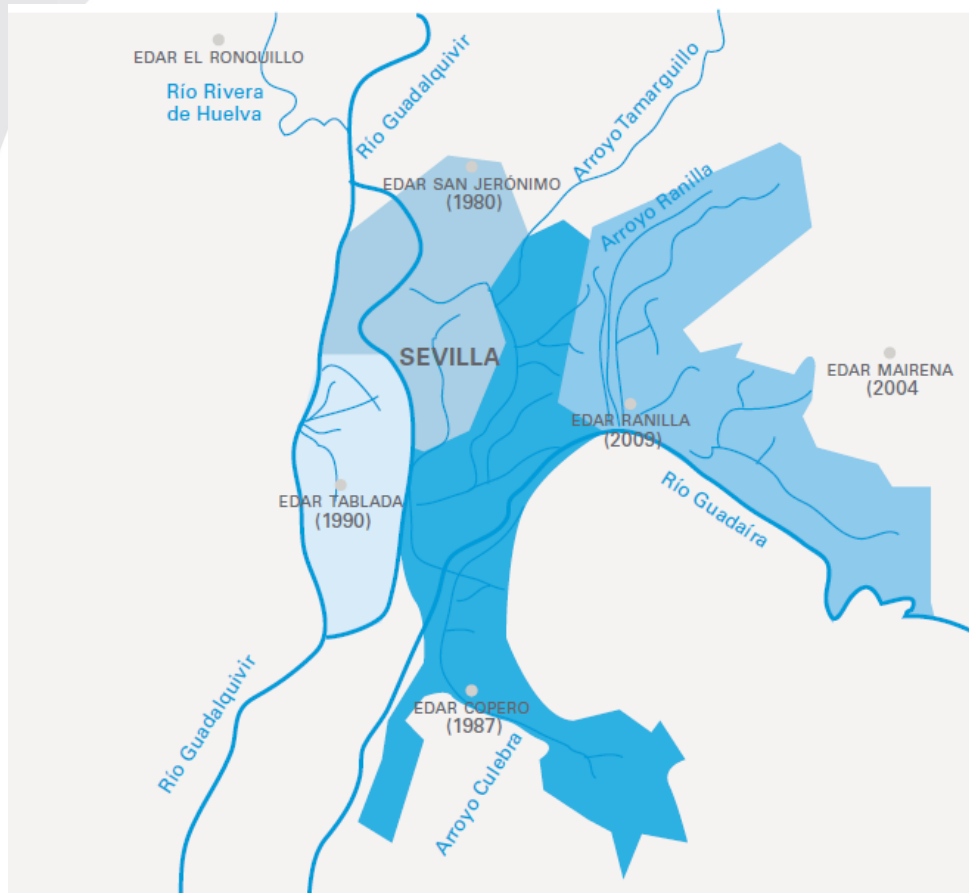 EDAR EL RONQUILLO
Río Rivera
de Huelva
Río Guadalquivir
Arroyo Tamarguillo
EDAR SAN JERÓNIMO
(1980)
Arroyo Ranilla
SEVILLA
EDAR MAIRENA
(2004
EDAR RANILLA
(2009)
EDAR TABLADA
(1990)
Río Guadaíra
Río Guadalquivir
EDAR COPERO
(1987)
Arroyo Culebra